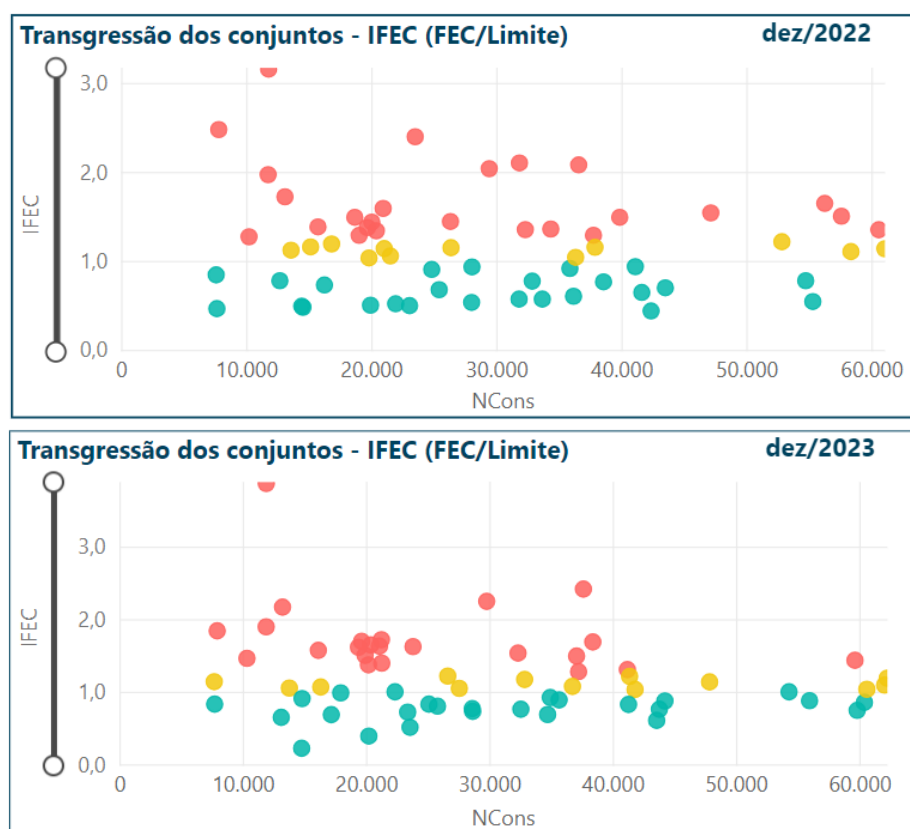 Transgressão dos conjuntos - IFEC (FEC/Limite) dez/2022
3,0
2,0
1,0
0,0
IFEC
0 10.000 20.000 30.000 40.000 50.000 60.000
NCons
Transgressão dos conjuntos - IFEC (FEC/Limite) dez/2023
3,0
2,0
1,0
0,0
IFEC
0 10.000 20.000 30.000 40.000 50.000 60.000
NCons